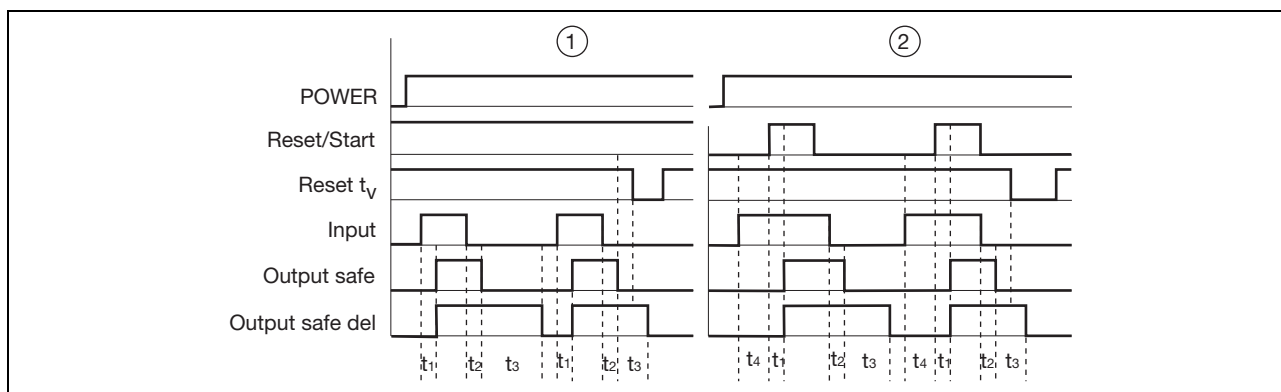 ① ②
POWER
Reset/Start
Reset tV
Input
Output safe
Output safe del
t1 t2 t3 t1 t2 t3 t4 t1 t2 t3 t4 t1 t2 t3